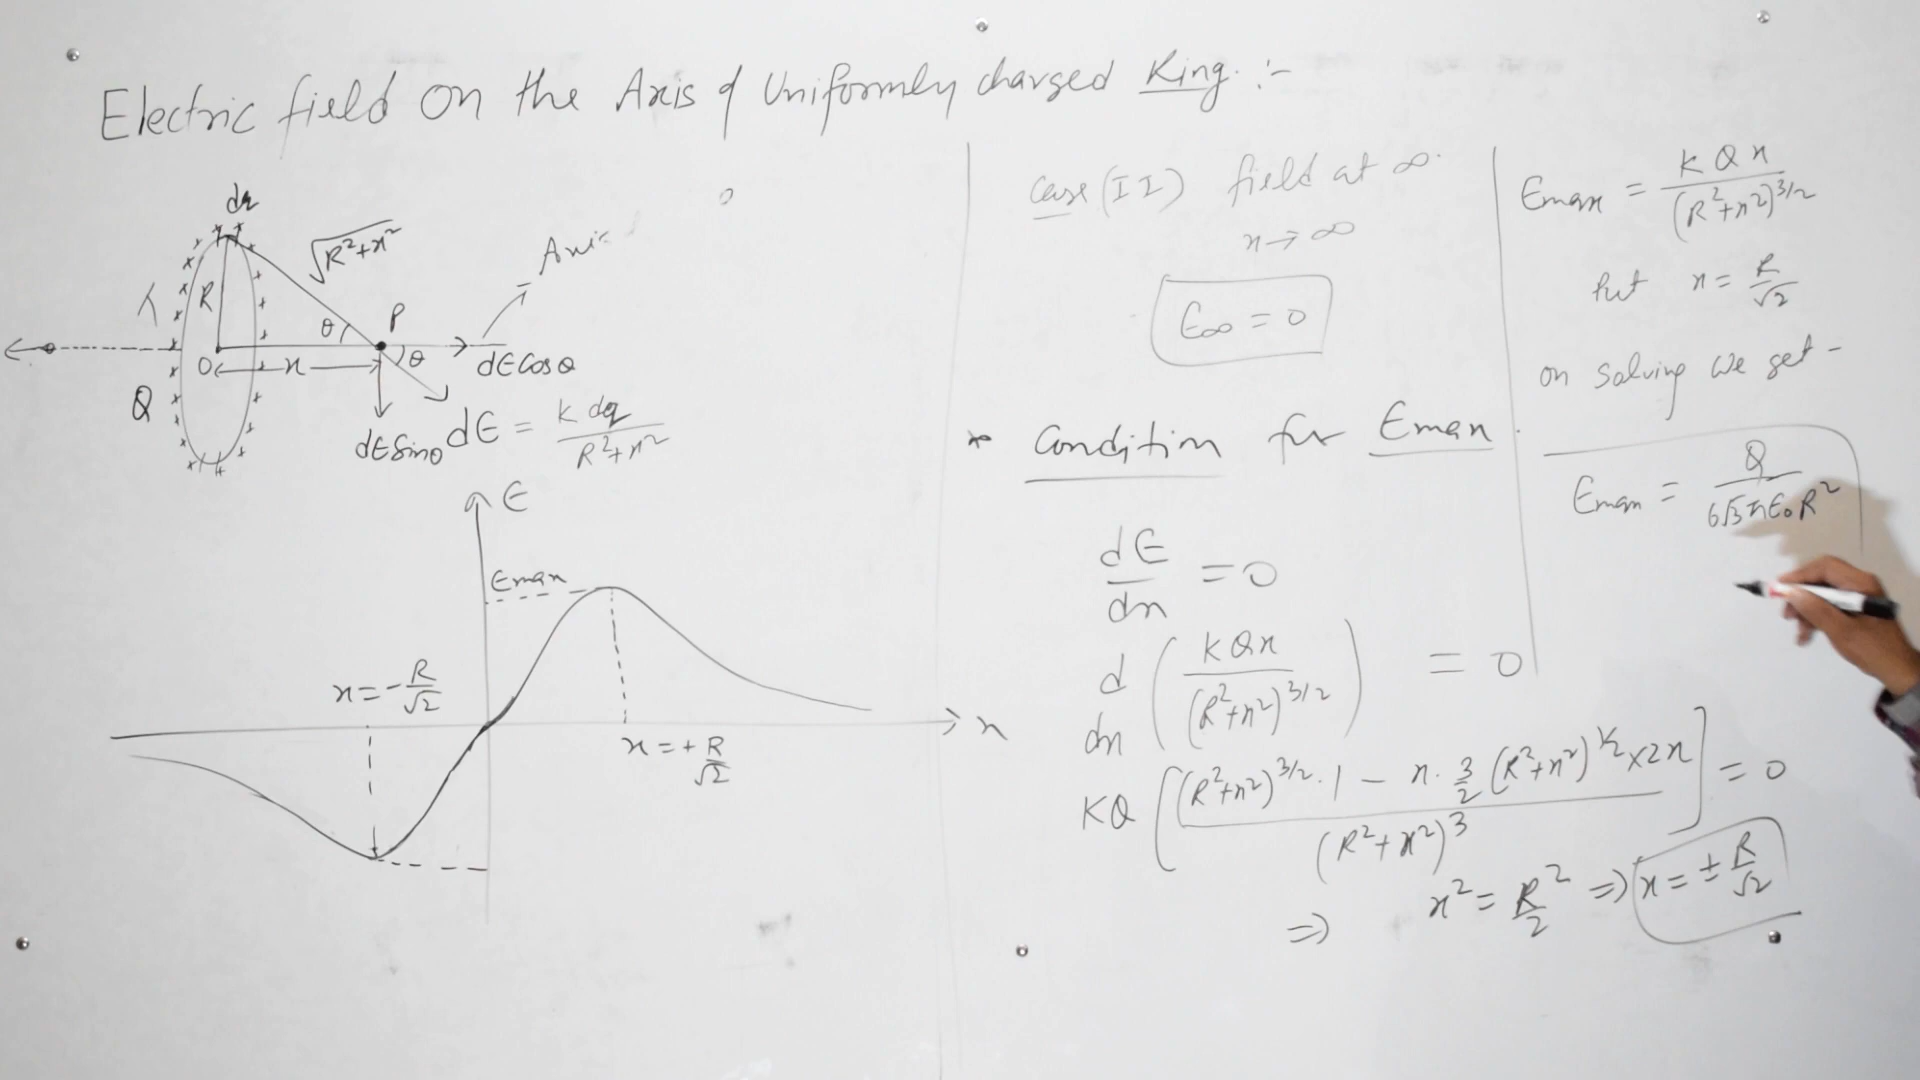 Electric field on the Axis of Uniformly charged Ring :-
dq
√R²+x²
Axis
λ
R
θ
P
θ
O
x
dE Cosθ
Q
dE Sinθ
dE = K dq / R²+x²
E
Emax
x = -R/√2
x = +R/√2
x
Case (II) field at ∞
x → ∞
E∞ = 0
* Condition for Emax
dE/dx = 0
d/dx ( KQx / (R²+x²)^3/2 ) = 0
KQ [ (R²+x²)^3/2 · 1 - x · 3/2 (R²+x²)^1/2 × 2x / (R²+x²)³ ] = 0
⇒ x² = R²/2 ⇒ x = ± R/√2
Emax = KQx / (R²+x²)^3/2
Put x = R/√2
on solving we get -
Emax = Q / 6√3 π ε₀ R²